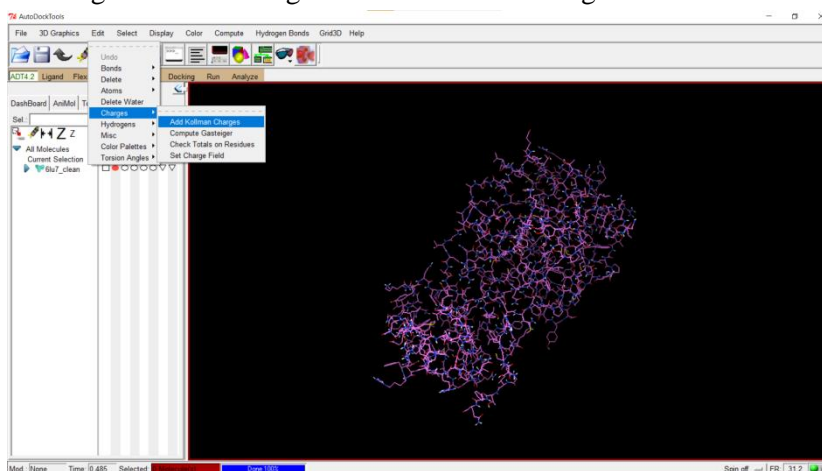 AutoDockTools
File 3D Graphics Edit Select Display Color Compute Hydrogen Bonds Grid3D Help
ADT4.2 Ligand Docking Run Analyze
Undo
Bonds
Delete
Atoms
Delete Water
Charges
Hydrogens
Misc
Color Palettes
Torsion Angles
Add Kollman Charges
Compute Gasteiger
Check Totals on Residues
Set Charge Field
DashBoard AniMol
Sel.:
All Molecules
Current Selection
6lu7_clean
Mod.: None Time: 0.485 Selected: Done 100% Spin off FR: 31.2